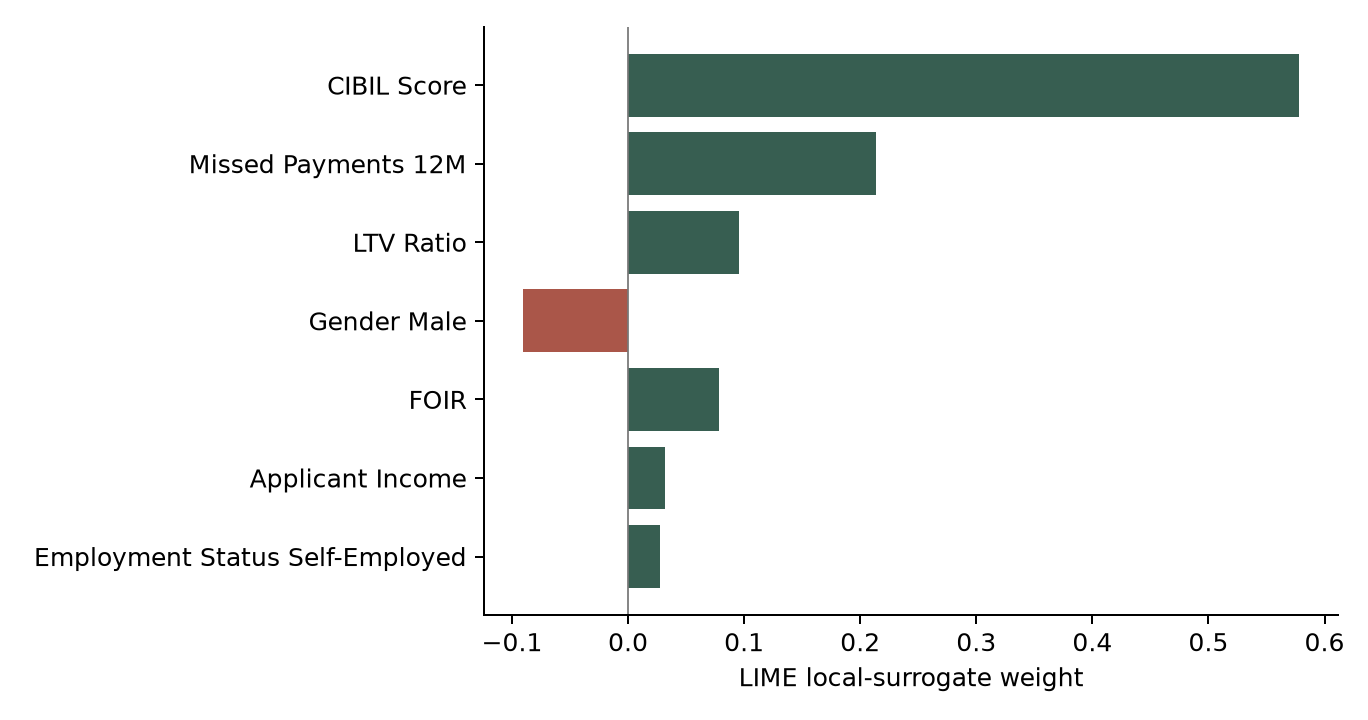 CIBIL Score
Missed Payments 12M
LTV Ratio
Gender Male
FOIR
Applicant Income
Employment Status Self-Employed
−0.1 0.0 0.1 0.2 0.3 0.4 0.5 0.6
LIME local-surrogate weight